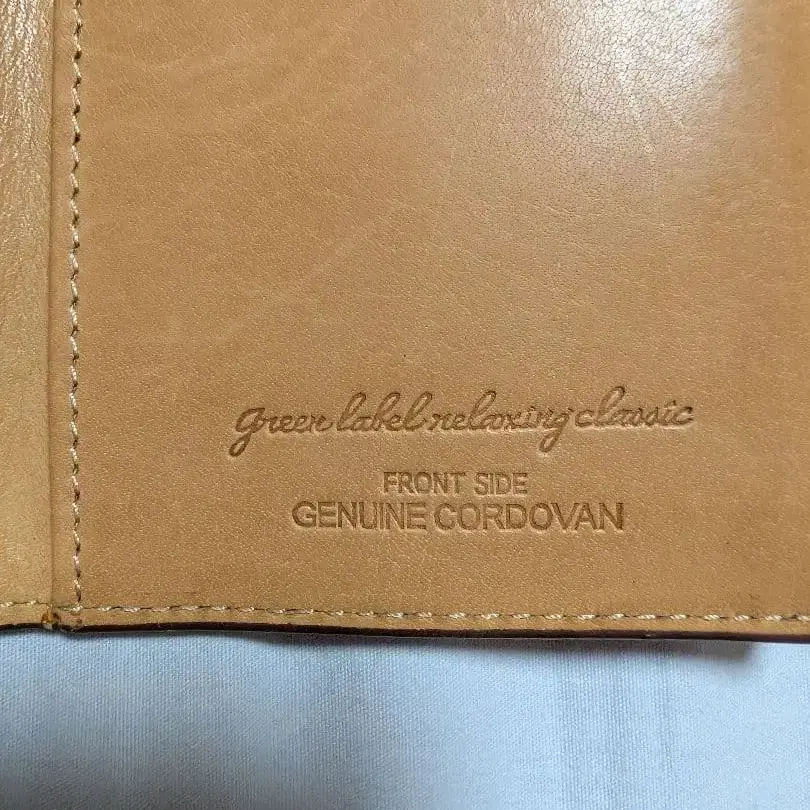 green label relaxing classic
FRONT SIDE
GENUINE CORDOVAN